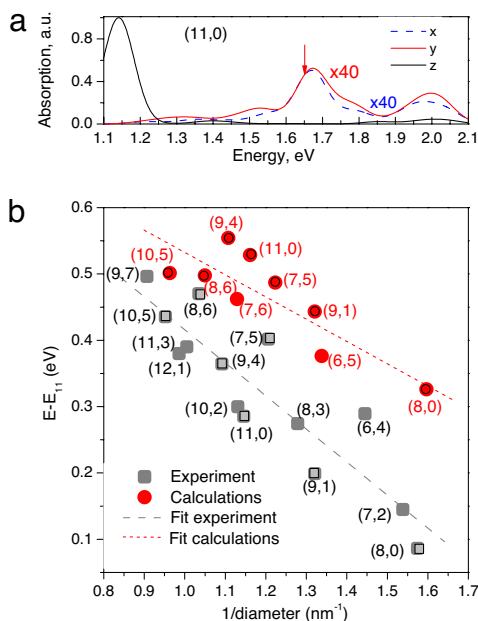 a
Absorption, a.u.
0.8
0.4
0.0
(11,0)
x40
x40
x
y
z
1.1 1.2 1.3 1.4 1.5 1.6 1.7 1.8 1.9 2.0 2.1
Energy, eV
b
E-E11 (eV)
0.6
0.5
0.4
0.3
0.2
0.1
(9,4)
(10,5)
(11,0)
(9,7)
(8,6)
(7,5)
(8,6)
(7,6)
(10,5)
(9,1)
(7,5)
(11,3)
(6,5)
(12,1)
(9,4)
(8,0)
(10,2)
(8,3)
(6,4)
(11,0)
(9,1)
(7,2)
(8,0)
Experiment
Calculations
Fit experiment
Fit calculations
0.8 0.9 1.0 1.1 1.2 1.3 1.4 1.5 1.6 1.7
1/diameter (nm-1)